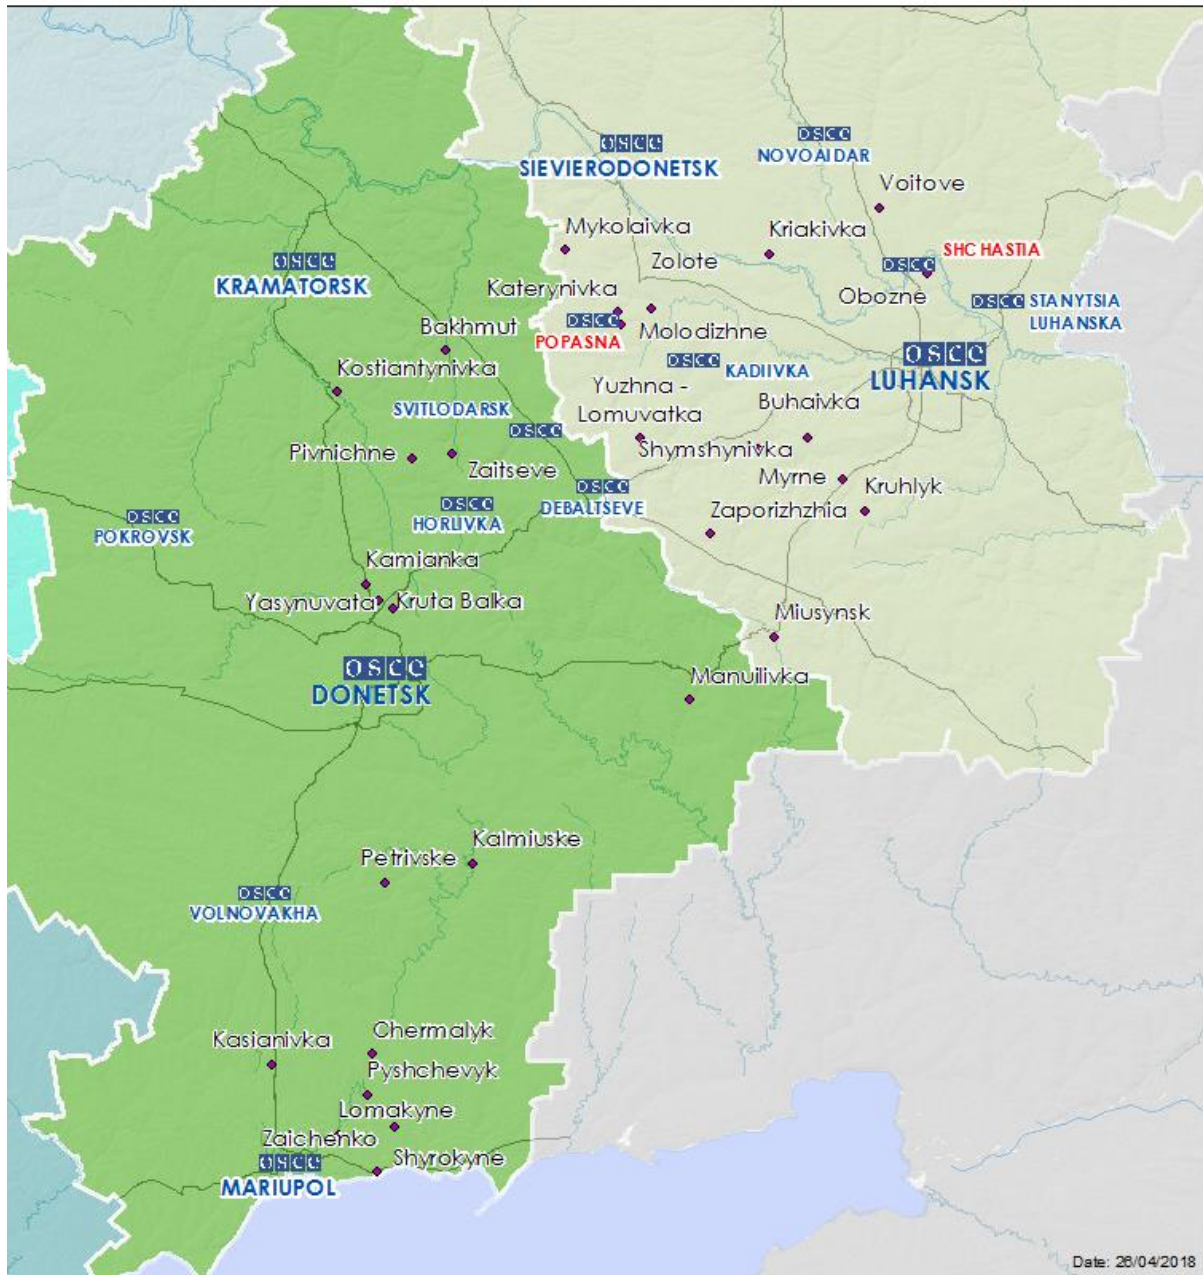 OSCE
NOVOAIDAR
OSCE
SIEVIERODONETSK
Voitove
Mykolaivka
Kriakivka
SHCHASTIA
Zolote
OSCE
KRAMATORSK
OSCE
Obozne
Katerynivka
OSCE
STANYTSIA
LUHANSKA
OSCE
POPASNA
Molodizhne
Bakhmut
OSCE
LUHANSK
OSCE
KADIIVKA
Kostiantynivka
Yuzhna -
Lomuvatka
Buhaivka
SVITLODARSK
OSCE
Shymshynivka
Pivnichne
Zaitseve
Myrne
Kruhlyk
OSCE
DEBALTSEVE
OSCE
HORLIVKA
Zaporizhzhia
OSCE
POKROVSK
Kamianka
Yasynuvata
Kruta Balka
Miusynsk
OSCE
DONETSK
Manuilivka
Kalmiuske
Petrivske
OSCE
VOLNOVAKHA
Chermalyk
Kasianivka
Pyshchevyk
Lomakyne
Zaichenko
Shyrokyne
OSCE
MARIUPOL
Date: 26/04/2018